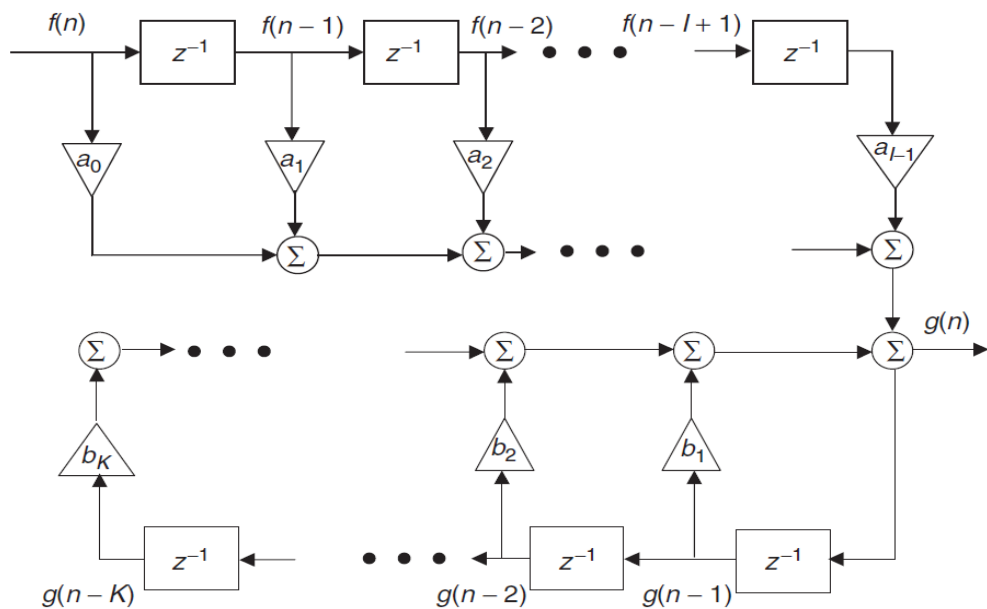 f(n) f(n − 1) f(n − 2) f(n − I + 1)
z⁻¹ z⁻¹ z⁻¹
a₀ a₁ a₂ a_{I–1}
Σ Σ Σ
g(n)
Σ Σ Σ Σ
b_K b₂ b₁
z⁻¹ z⁻¹ z⁻¹
g(n − K) g(n − 2) g(n − 1)